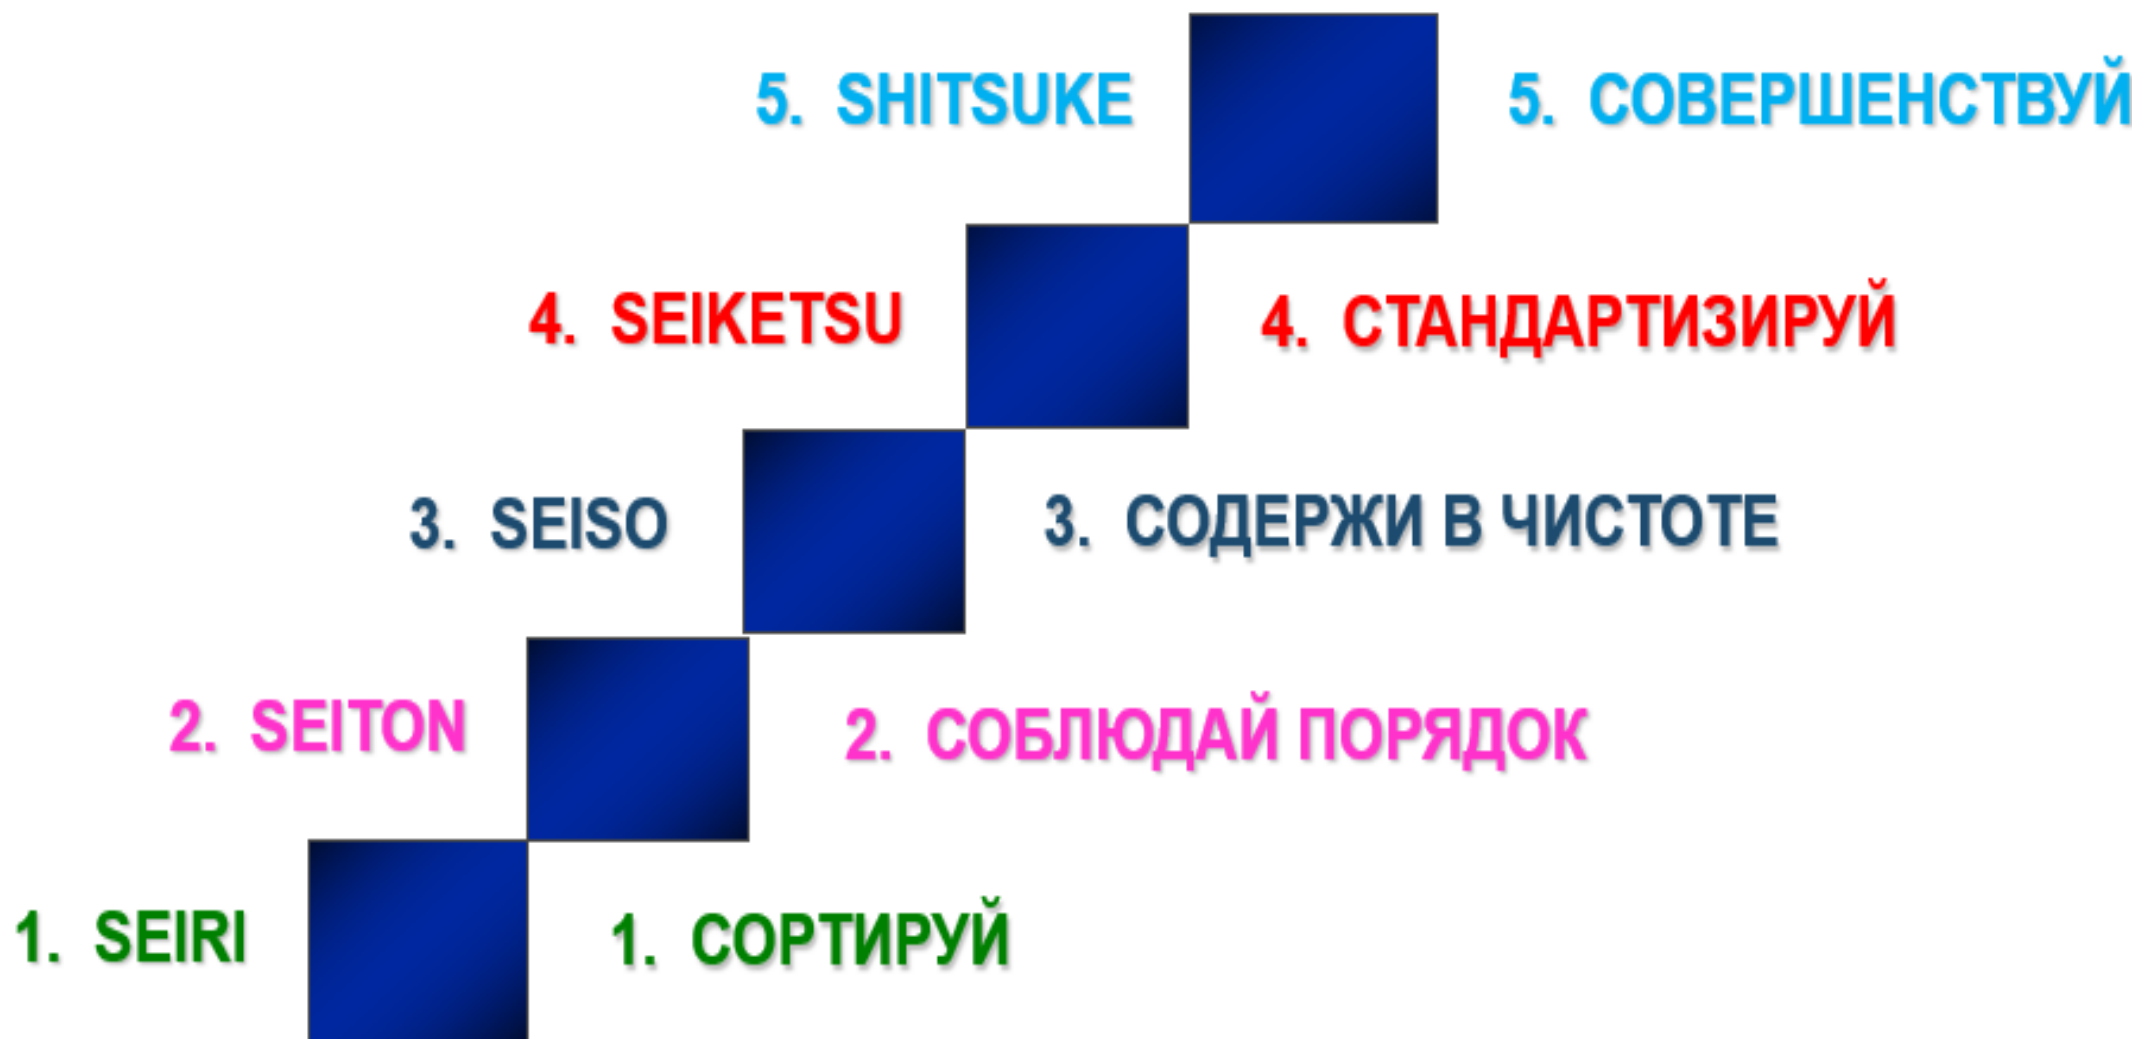 5. SHITSUKE
5. СОВЕРШЕНСТВУЙ
4. SEIKETSU
4. СТАНДАРТИЗИРУЙ
3. SEISO
3. СОДЕРЖИ В ЧИСТОТЕ
2. SEITON
2. СОБЛЮДАЙ ПОРЯДОК
1. SEIRI
1. СОРТИРУЙ